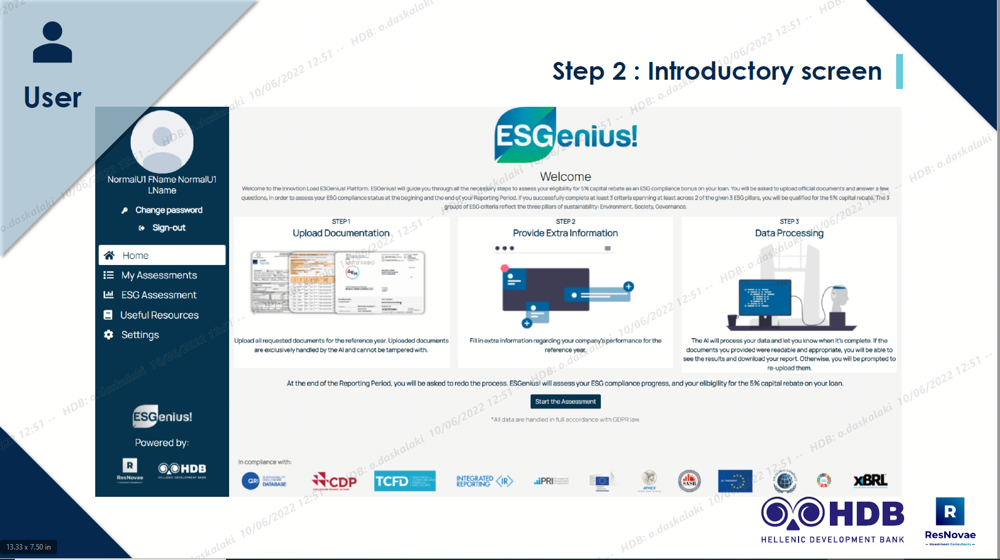 User
Step 2 : Introductory screen
NormalU1 FName NormalU1
LName
Change password
Sign-out
Home
My Assessments
ESG Assessment
Useful Resources
Settings
ESGenius!
Powered by:
R
ResNovae
HDB
HELLENIC DEVELOPMENT BANK
ESGenius!
Welcome
Welcome to the Innovtion Load ESGenius! Platform. ESGenius! will guide you through all the necessary steps to assess your eligibility for 5% capital rebate as an ESG compliance bonus on your loan. You will be asked to upload official documents and answer a few
questions, in order to assess your ESG compliance status at the begining and the end of your Reporting Period. If you successfully complete at least 3 criteria spanning at least across 2 of the given 3 ESG pillars, you will be qualified for the 5% capital rebate. The 3
groups of ESG criteria reflect the three pillars of sustainability: Environment, Society, Governance.
STEP 1
Upload Documentation
ΑΝΤΙΓΡΑΦΟ
ΔΕΗ
Upload all requested documents for the reference year. Uploaded documents
are exclusively handled by the AI and cannot be tampered with.
STEP 2
Provide Extra Information
Fill in extra information regarding your company's performance for the
reference year.
STEP 3
Data Processing
The AI will process your data and let you know when it's complete. If the
documents you provided were readable and appropriate, you will be able to
see the results and download your report. Otherwise, you will be prompted to
re-upload them.
At the end of the Reporting Period, you will be asked to redo the process. ESGenius! will assess your ESG compliance progress, and your elibigility for the 5% capital rebate on your loan.
Start the Assessment
*All data are handled in full accordance with GDPR law.
In compliance with:
GRI SUSTAINABILITY DISCLOSURE DATABASE
CDP
DISCLOSURE INSIGHT ACTION
TCFD
INTEGRATED REPORTING <IR>
PRI
ATHEX
SASB
EU TAXONOMY
XBRL
HDB
HELLENIC DEVELOPMENT BANK
R
ResNovae
Investment Consultants
13.33 x 7.50 in
HDB: o.daskalaki 10/06/2022 12:51 --